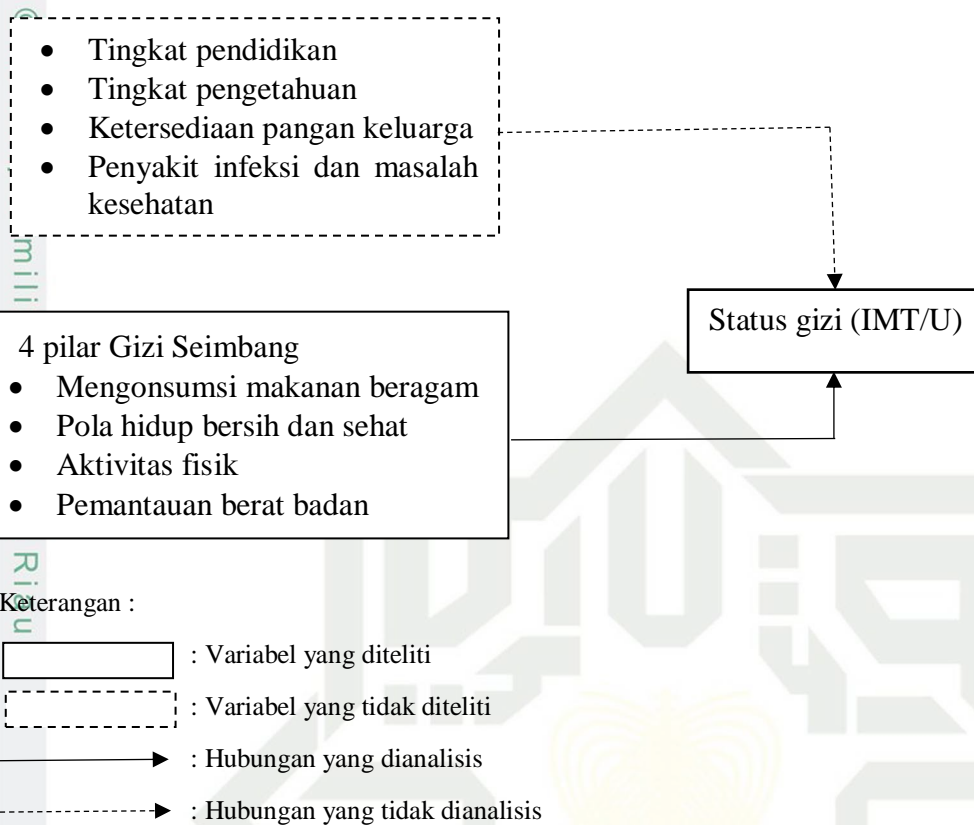 • Tingkat pendidikan
• Tingkat pengetahuan
• Ketersediaan pangan keluarga
• Penyakit infeksi dan masalah
kesehatan
Status gizi (IMT/U)
4 pilar Gizi Seimbang
• Mengonsumsi makanan beragam
• Pola hidup bersih dan sehat
• Aktivitas fisik
• Pemantauan berat badan
Keterangan :
: Variabel yang diteliti
: Variabel yang tidak diteliti
: Hubungan yang dianalisis
: Hubungan yang tidak dianalisis
mili
Riau